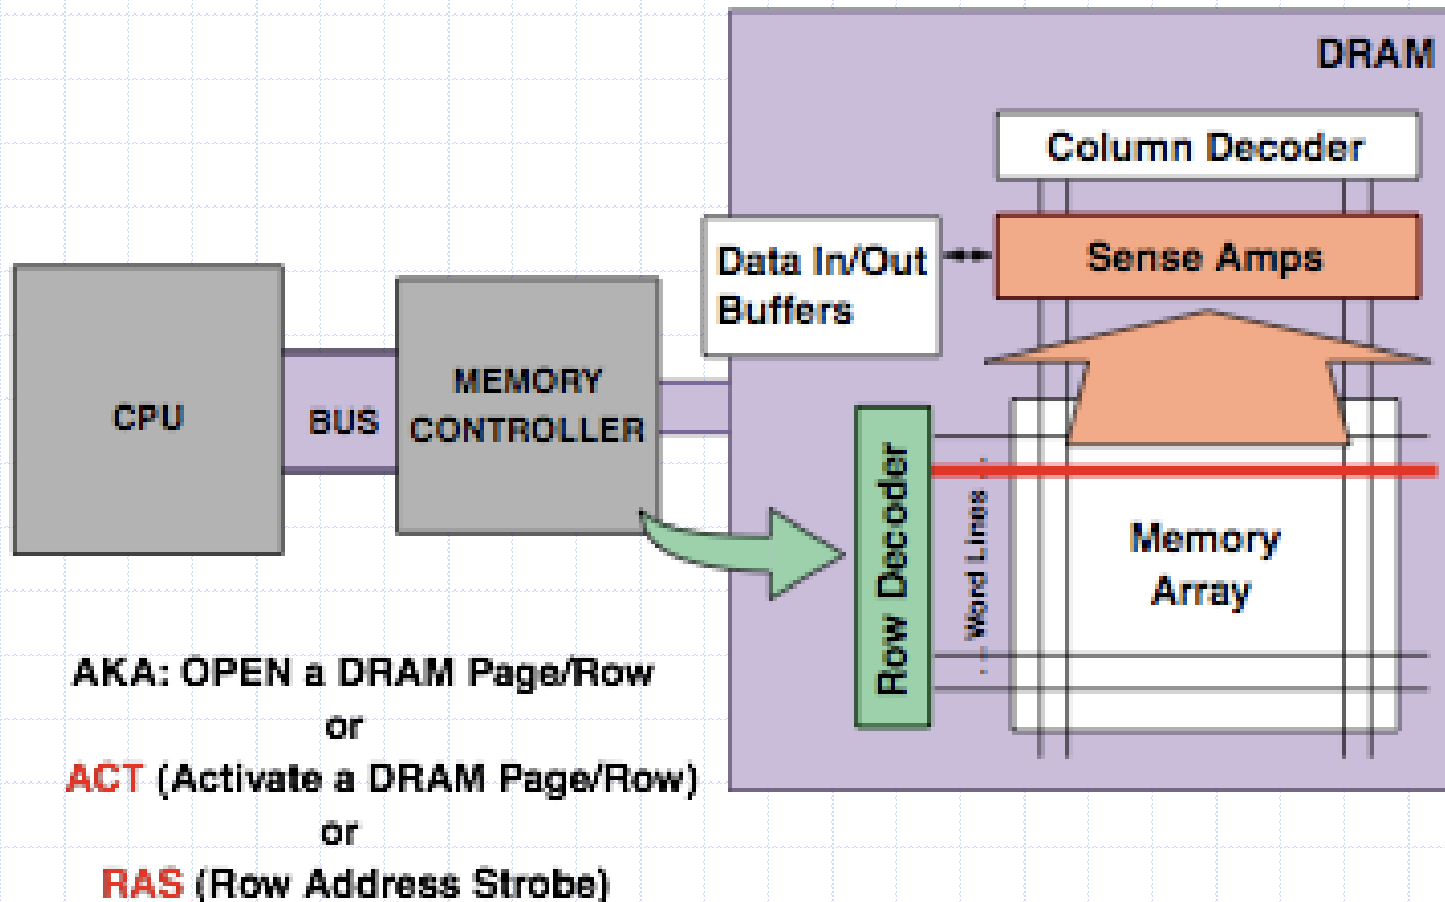 DRAM
Column Decoder
Data In/Out
Buffers
Sense Amps
CPU
BUS
MEMORY
CONTROLLER
Row Decoder
... Word Lines ...
Memory
Array
AKA: OPEN a DRAM Page/Row
or
ACT (Activate a DRAM Page/Row)
or
RAS (Row Address Strobe)